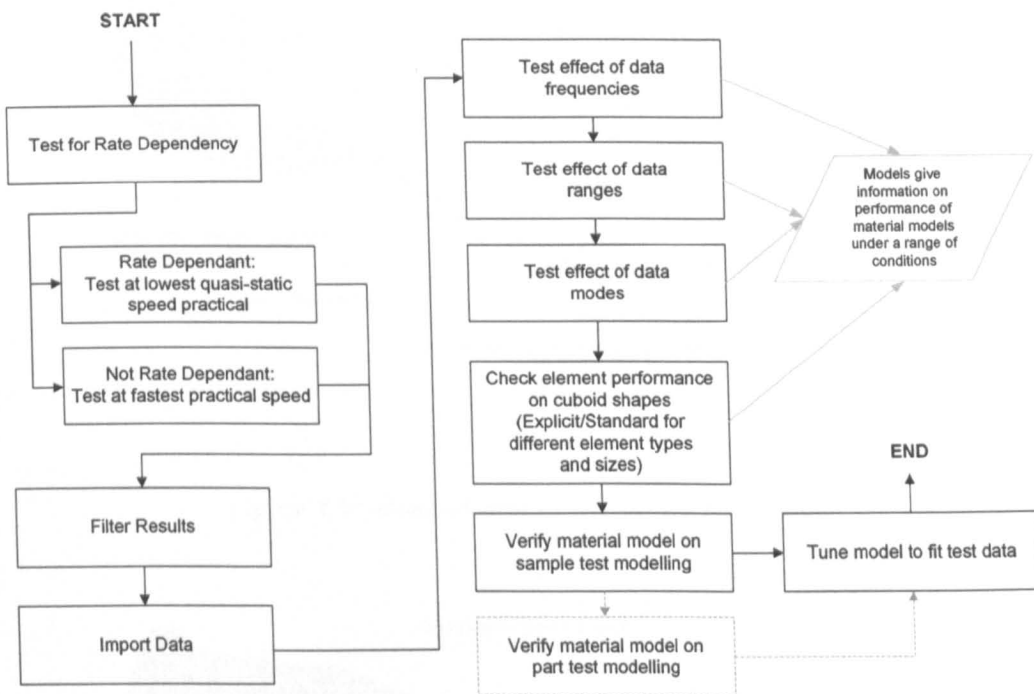 START
Test for Rate Dependency
Rate Dependant:
Test at lowest quasi-static
speed practical
Not Rate Dependant:
Test at fastest practical speed
Filter Results
Import Data
Test effect of data
frequencies
Test effect of data
ranges
Test effect of data
modes
Check element performance
on cuboid shapes
(Explicit/Standard for
different element types
and sizes)
Verify material model on
sample test modelling
Verify material model on
part test modelling
Models give
information on
performance of
material models
under a range of
conditions
Tune model to fit test data
END